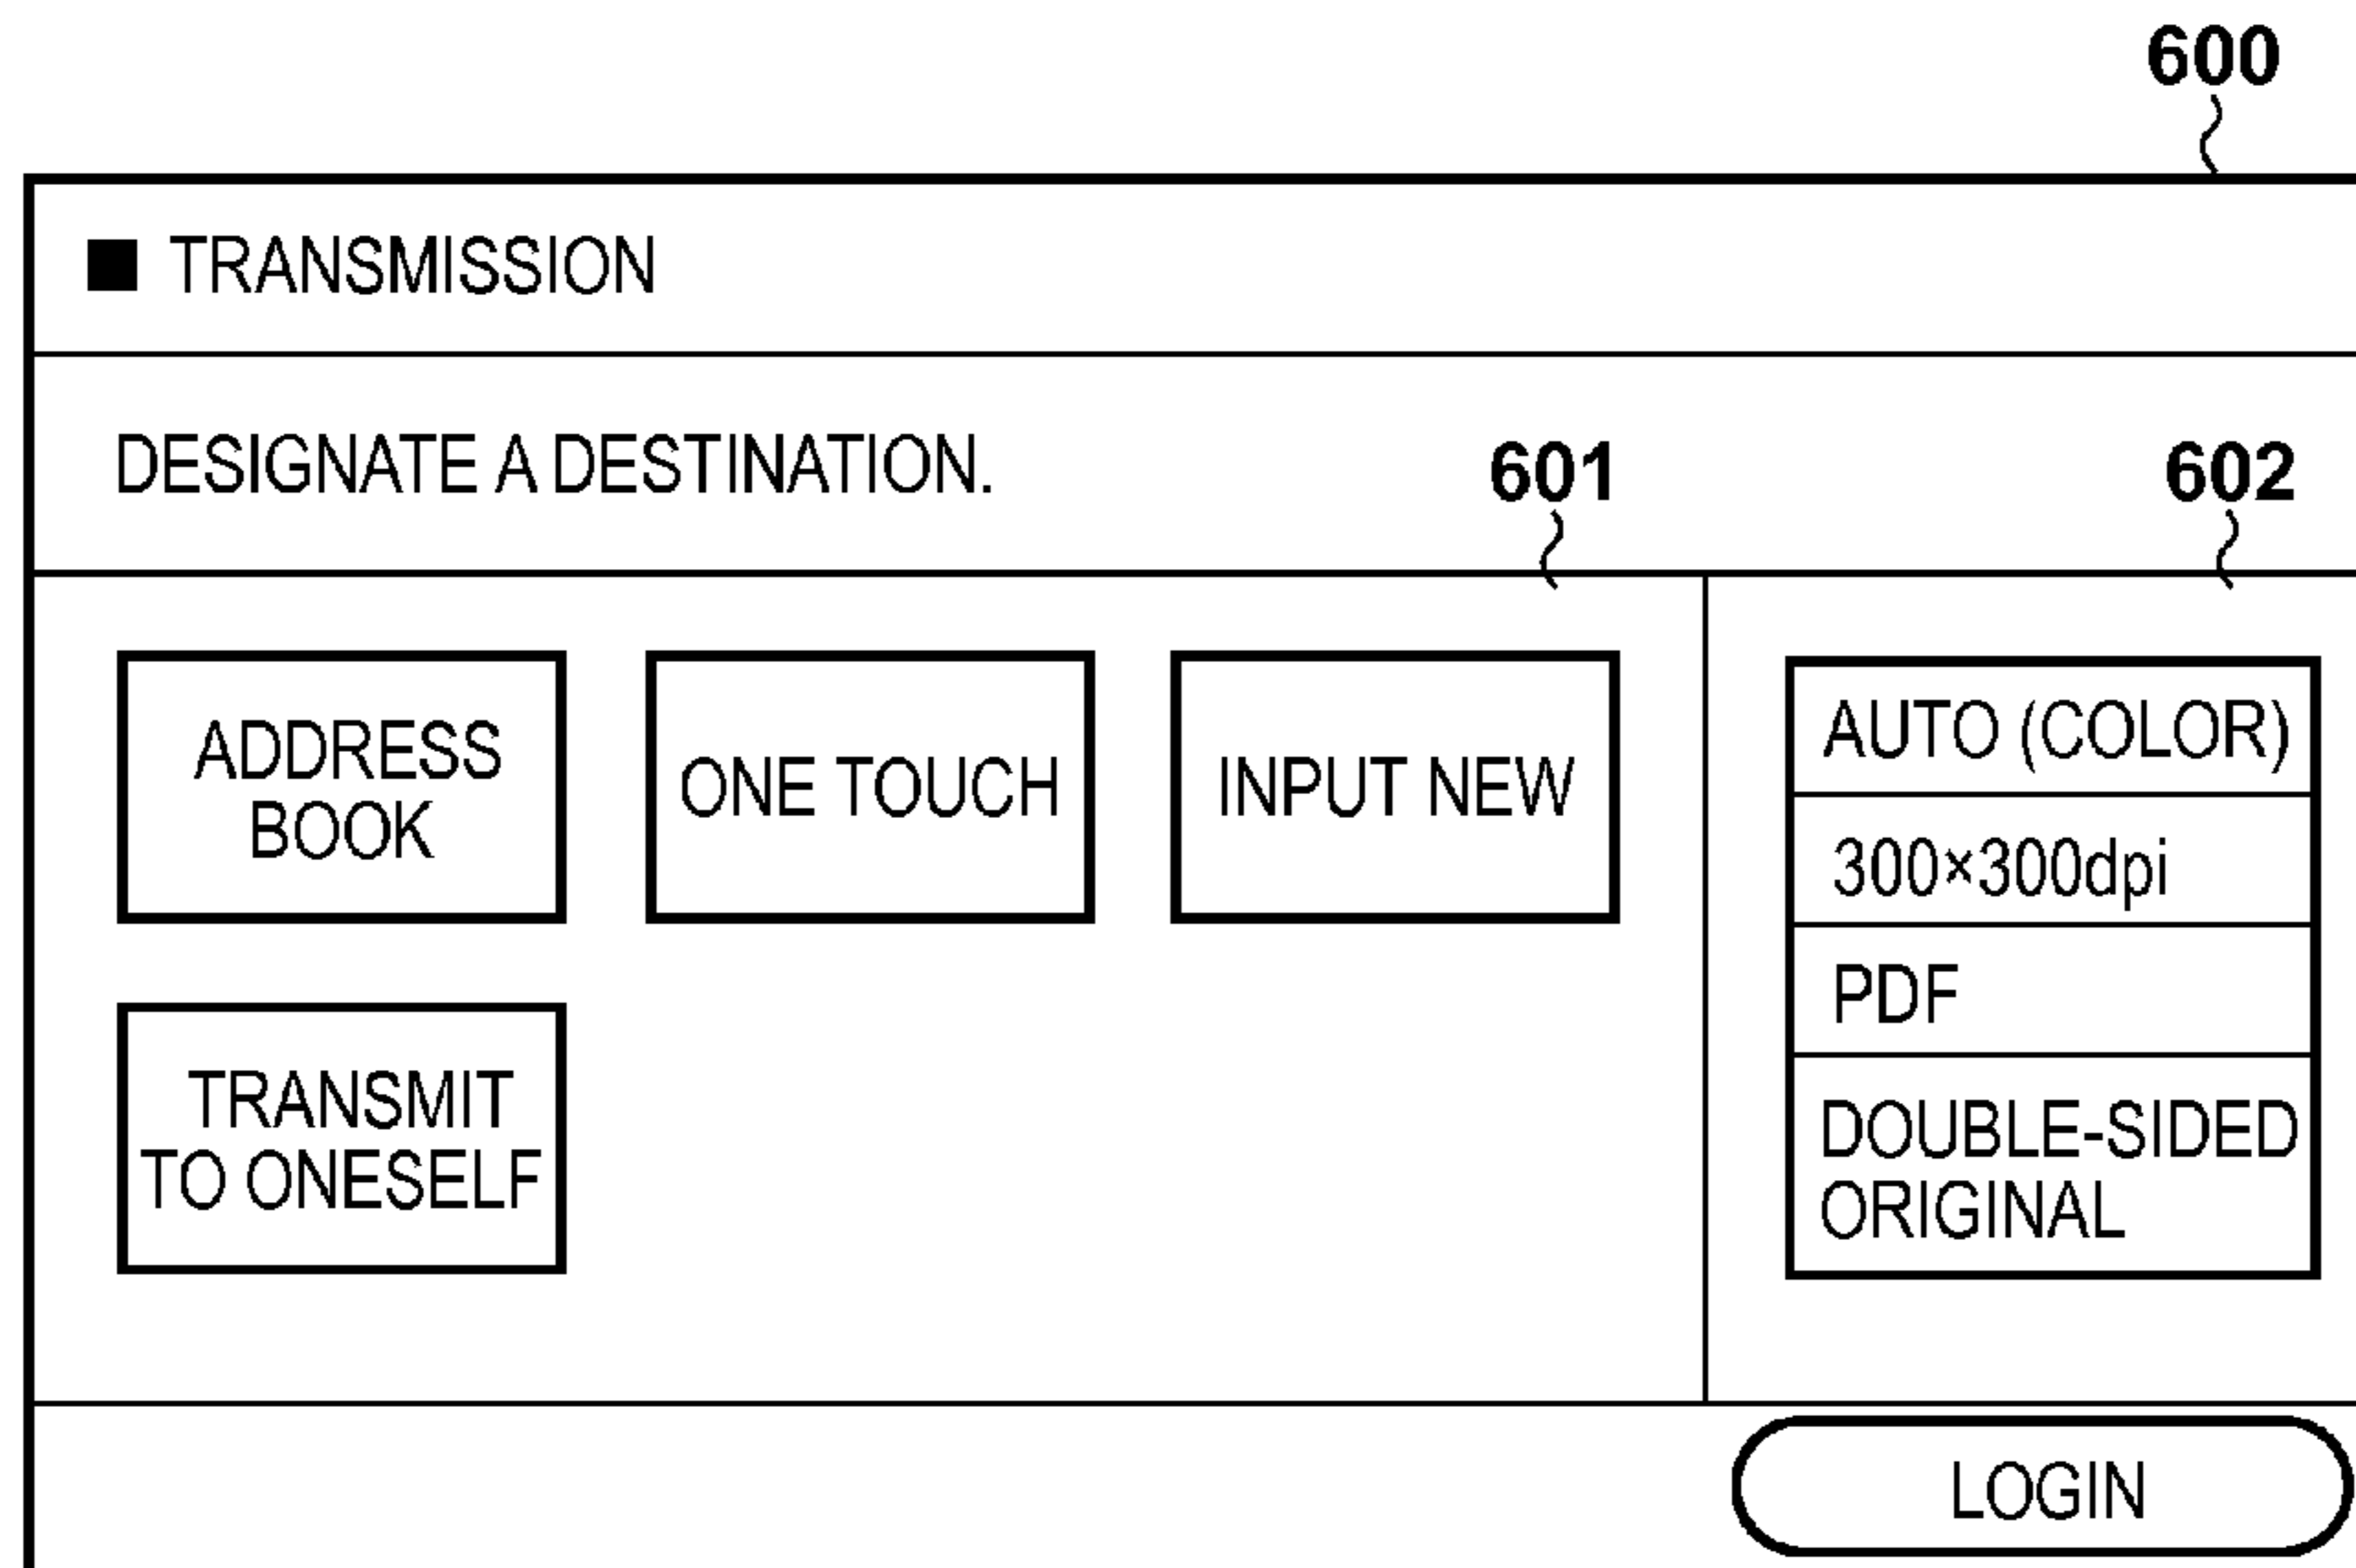 600
■ TRANSMISSION
DESIGNATE A DESTINATION.
601
602
ADDRESS
BOOK
ONE TOUCH
INPUT NEW
TRANSMIT
TO ONESELF
AUTO (COLOR)
300×300dpi
PDF
DOUBLE-SIDED
ORIGINAL
LOGIN